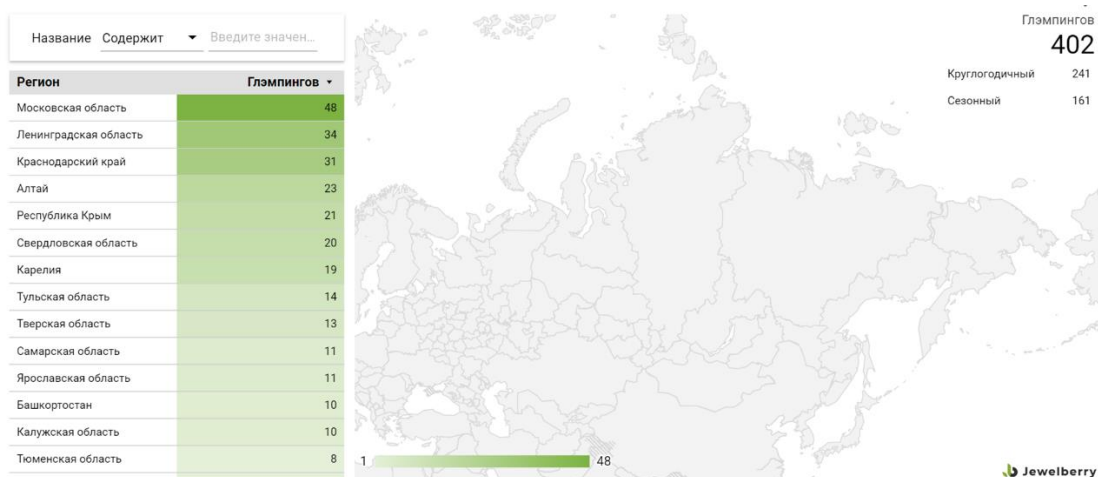 Название Содержит Введите значен...
Регион Глэмпингов
Московская область 48
Ленинградская область 34
Краснодарский край 31
Алтай 23
Республика Крым 21
Свердловская область 20
Карелия 19
Тульская область 14
Тверская область 13
Самарская область 11
Ярославская область 11
Башкортостан 10
Калужская область 10
Тюменская область 8
1 48
Глэмпингов
402
Круглогодичный 241
Сезонный 161
Jewelberry